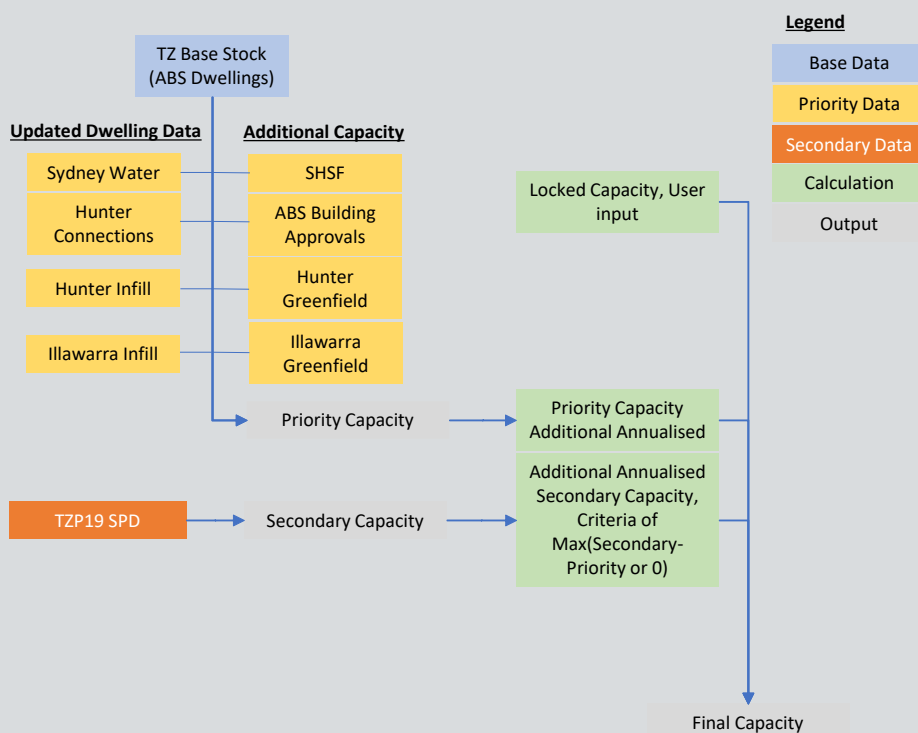 Legend
TZ Base Stock
(ABS Dwellings)
Base Data
Priority Data
Secondary Data
Calculation
Output
Updated Dwelling Data
Additional Capacity
Sydney Water
SHSF
Hunter
Connections
ABS Building
Approvals
Hunter Infill
Hunter
Greenfield
Illawarra Infill
Illawarra
Greenfield
Locked Capacity, User
input
Priority Capacity
Priority Capacity
Additional Annualised
TZP19 SPD
Secondary Capacity
Additional Annualised
Secondary Capacity,
Criteria of
Max(Secondary-
Priority or 0)
Final Capacity